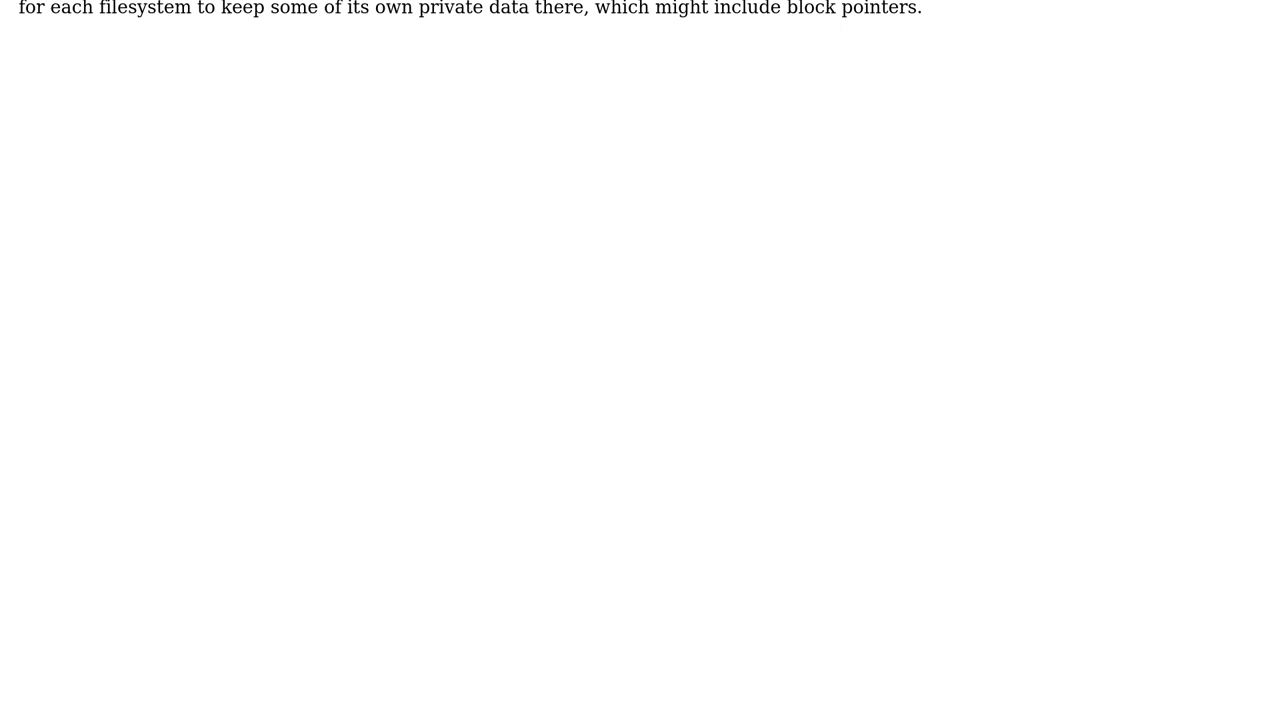 for each filesystem to keep some of its own private data there, which might include block pointers.